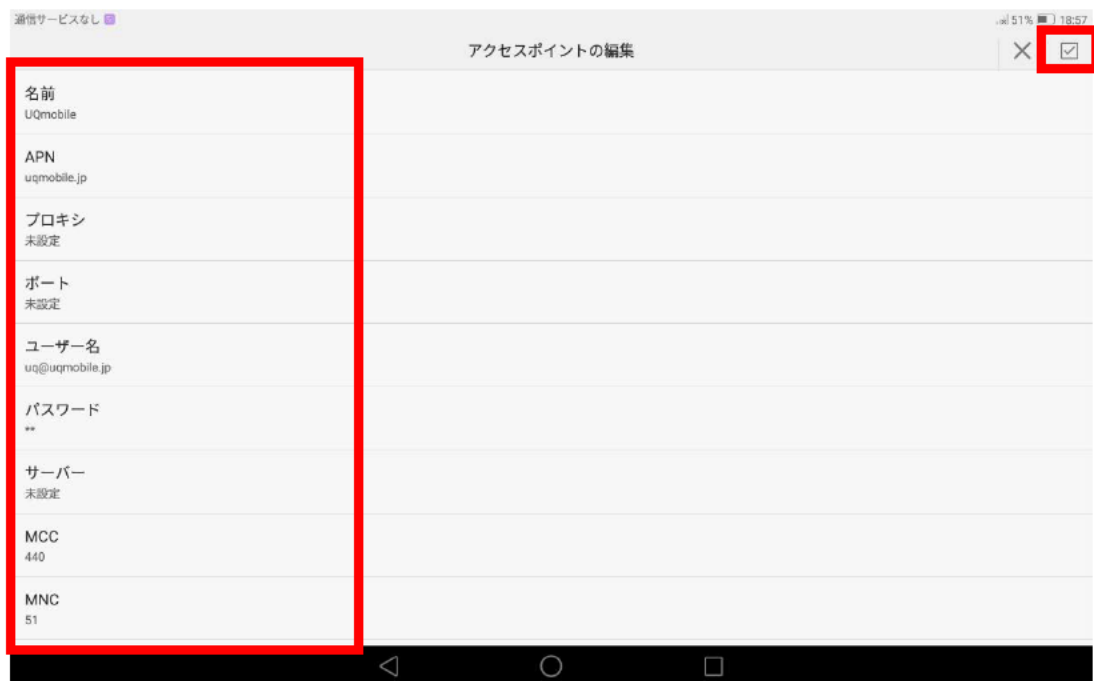 通信サービスなし
51% 18:57
アクセスポイントの編集
名前
UQmobile
APN
uqmobile.jp
プロキシ
未設定
ポート
未設定
ユーザー名
uq@uqmobile.jp
パスワード
**
サーバー
未設定
MCC
440
MNC
51